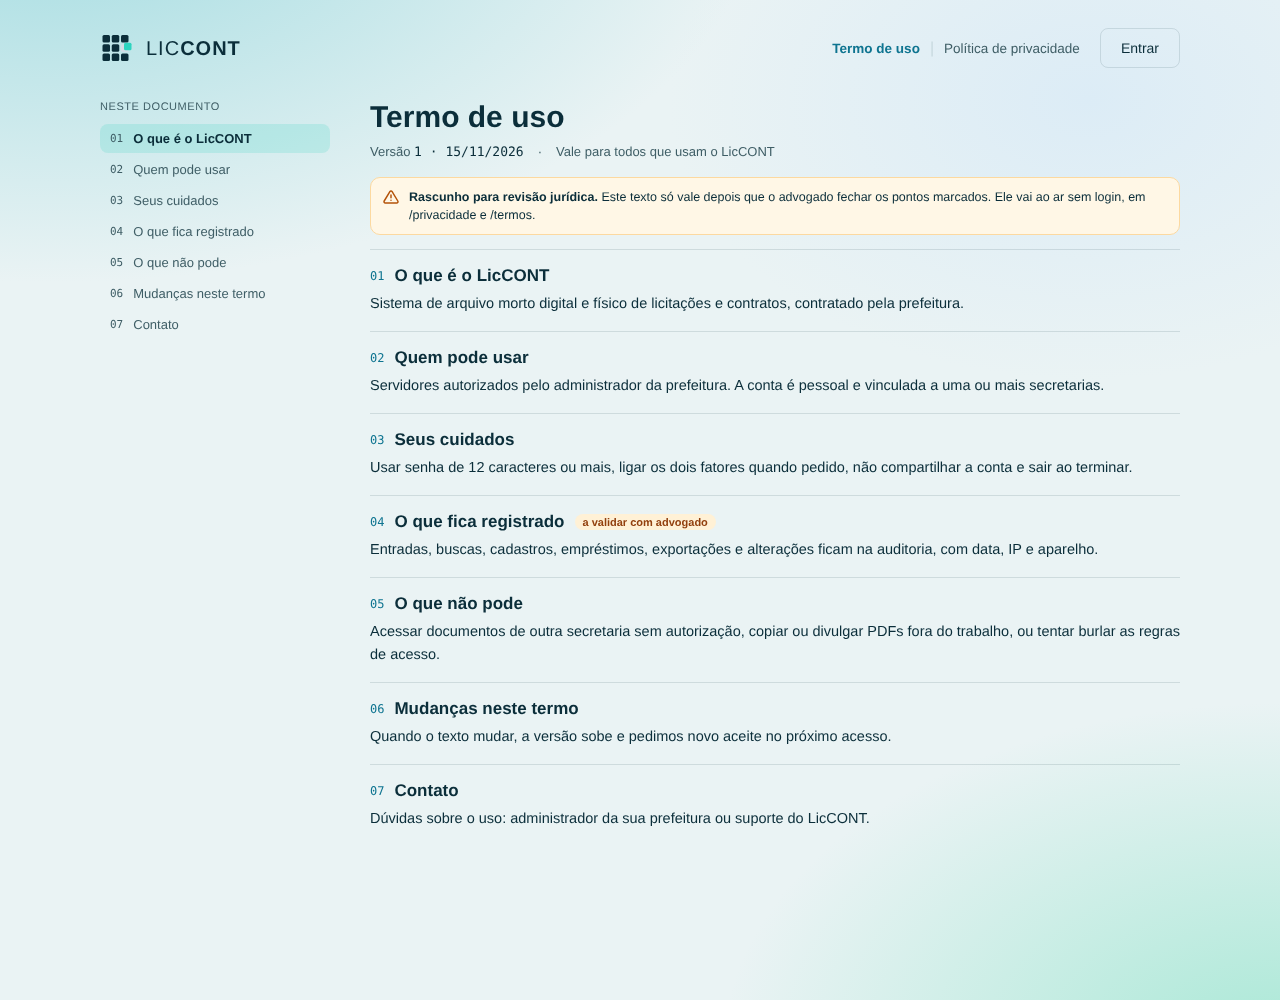 LICCONT
Termo de uso
Política de privacidade
Entrar
NESTE DOCUMENTO
01 O que é o LicCONT
02 Quem pode usar
03 Seus cuidados
04 O que fica registrado
05 O que não pode
06 Mudanças neste termo
07 Contato
Termo de uso
Versão 1 · 15/11/2026 · Vale para todos que usam o LicCONT
Rascunho para revisão jurídica. Este texto só vale depois que o advogado fechar os pontos marcados. Ele vai ao ar sem login, em
/privacidade e /termos.
01 O que é o LicCONT
Sistema de arquivo morto digital e físico de licitações e contratos, contratado pela prefeitura.
02 Quem pode usar
Servidores autorizados pelo administrador da prefeitura. A conta é pessoal e vinculada a uma ou mais secretarias.
03 Seus cuidados
Usar senha de 12 caracteres ou mais, ligar os dois fatores quando pedido, não compartilhar a conta e sair ao terminar.
04 O que fica registrado a validar com advogado
Entradas, buscas, cadastros, empréstimos, exportações e alterações ficam na auditoria, com data, IP e aparelho.
05 O que não pode
Acessar documentos de outra secretaria sem autorização, copiar ou divulgar PDFs fora do trabalho, ou tentar burlar as regras
de acesso.
06 Mudanças neste termo
Quando o texto mudar, a versão sobe e pedimos novo aceite no próximo acesso.
07 Contato
Dúvidas sobre o uso: administrador da sua prefeitura ou suporte do LicCONT.